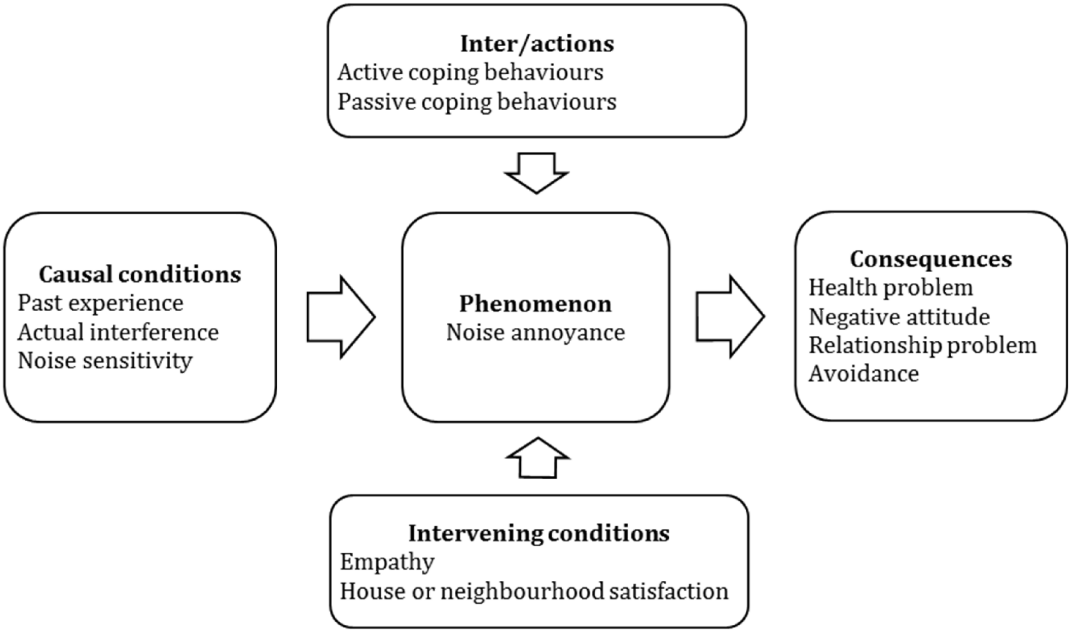 Inter/actions
Active coping behaviours
Passive coping behaviours
Causal conditions
Past experience
Actual interference
Noise sensitivity
Phenomenon
Noise annoyance
Consequences
Health problem
Negative attitude
Relationship problem
Avoidance
Intervening conditions
Empathy
House or neighbourhood satisfaction